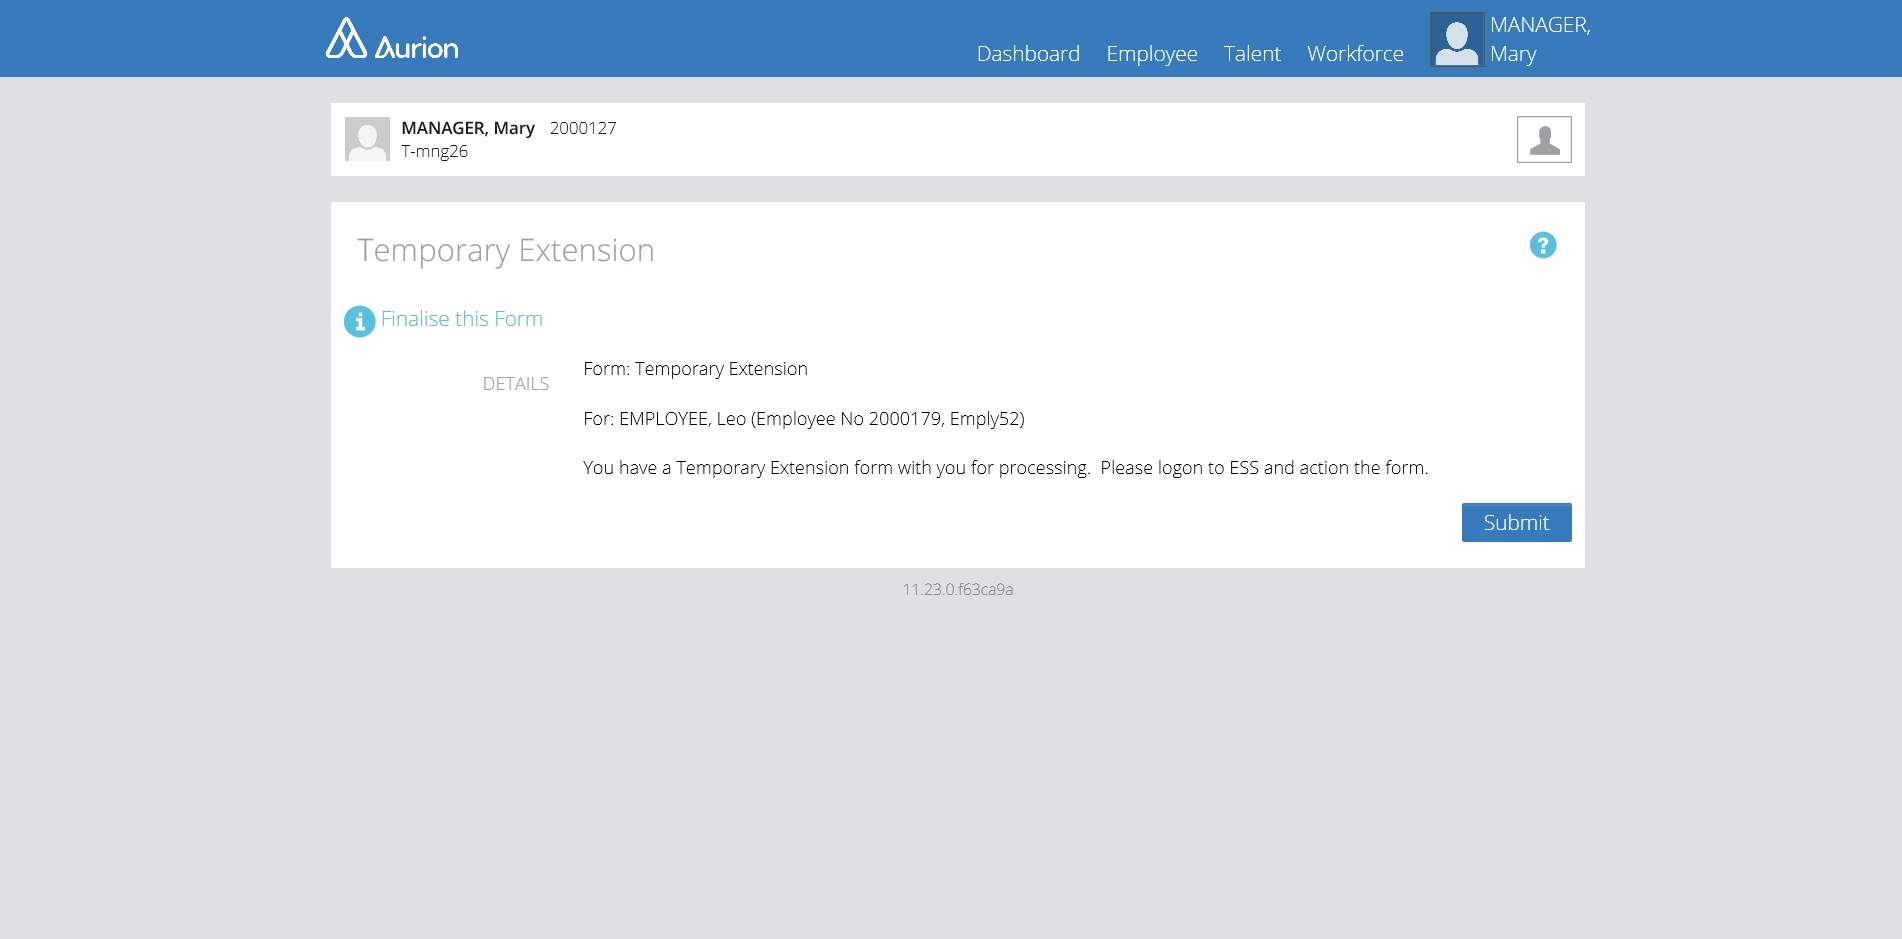 Aurion
Dashboard Employee Talent Workforce MANAGER,
Mary
MANAGER, Mary 2000127
T-mng26
Temporary Extension
?
i Finalise this Form
DETAILS
Form: Temporary Extension
For: EMPLOYEE, Leo (Employee No 2000179, Emply52)
You have a Temporary Extension form with you for processing.  Please logon to ESS and action the form.
Submit
11.23.0.f63ca9a